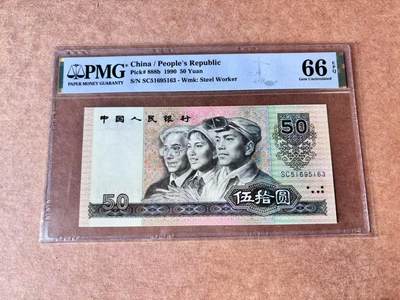 PMG
PAPER MONEY GUARANTY
China / People's Republic
Pick# 888b 1990 50 Yuan
S/N SC51695163 - Wmk: Steel Worker
66 EPQ
Gem Uncirculated
中国人民银行
50
SC51695163
50
伍拾圆